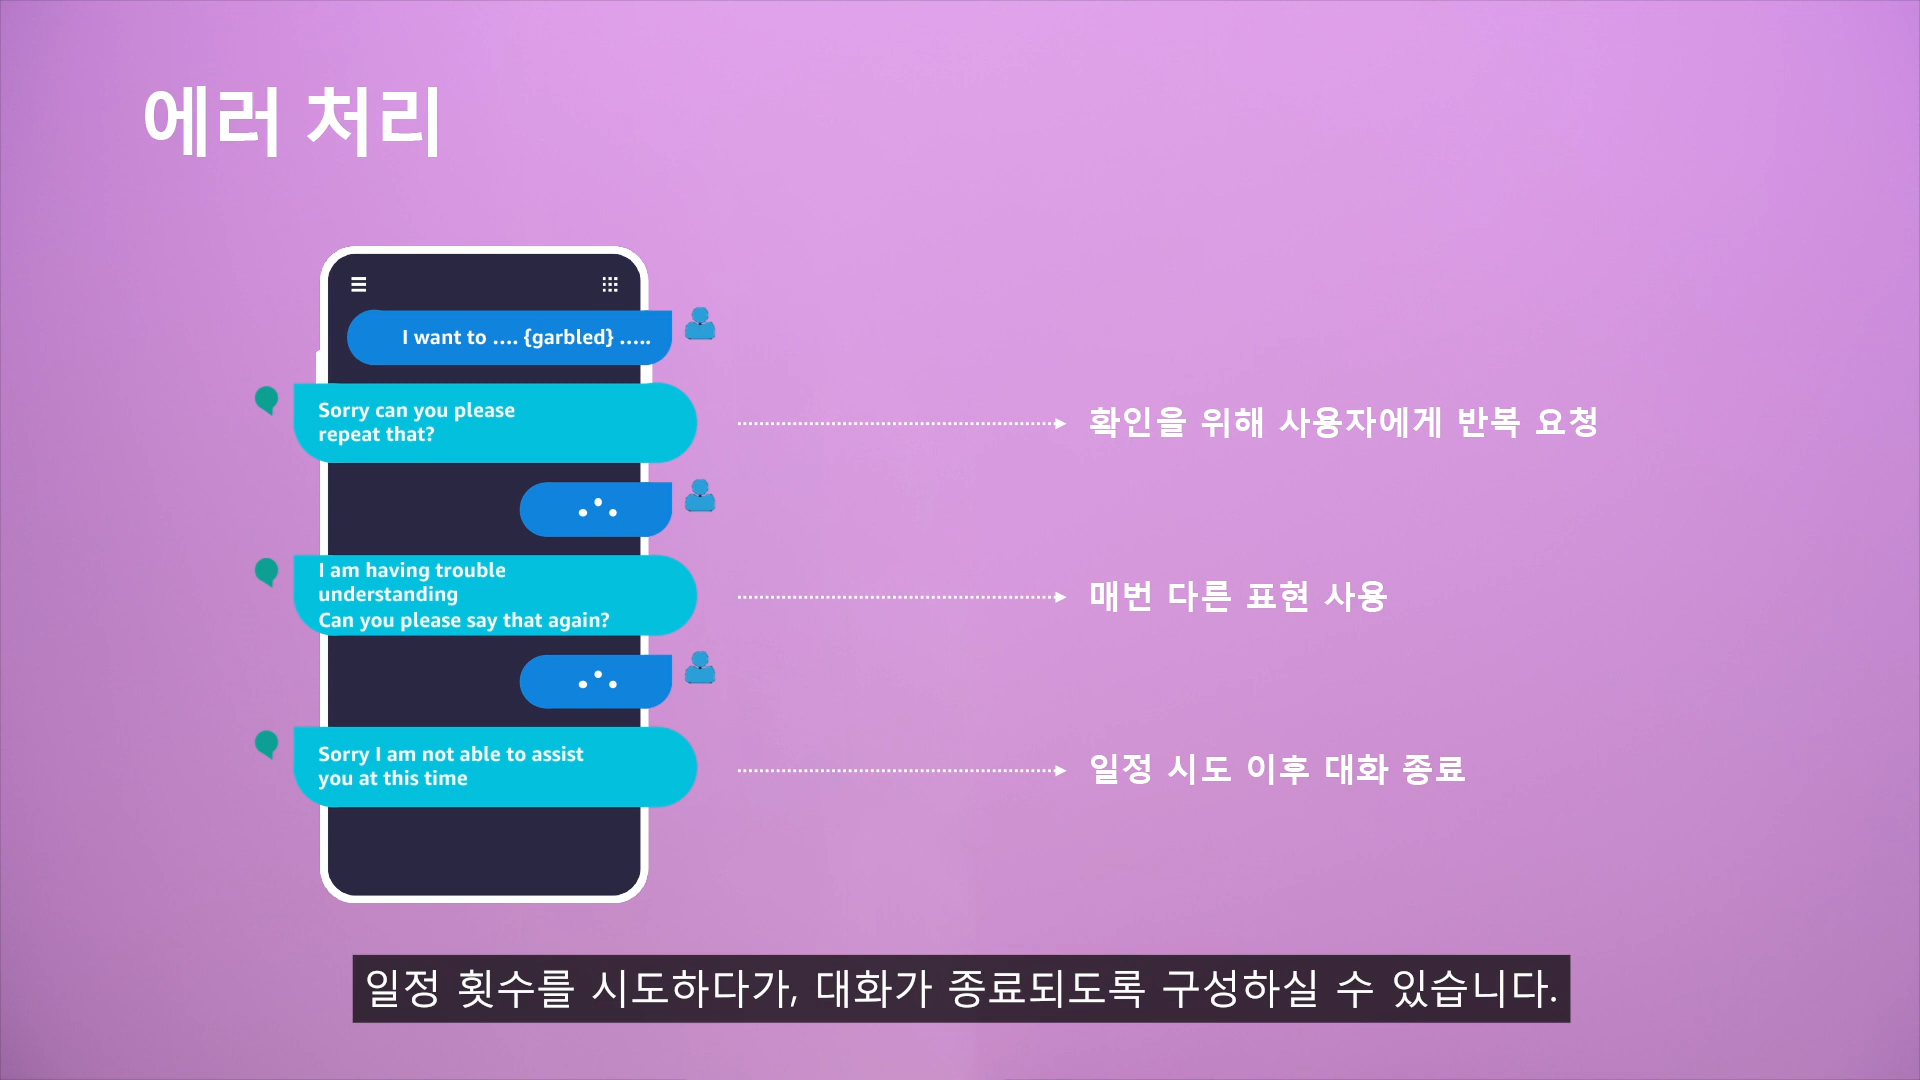 에러 처리
I want to .... {garbled} .....
Sorry can you please
repeat that?
확인을 위해 사용자에게 반복 요청
I am having trouble
understanding
Can you please say that again?
매번 다른 표현 사용
Sorry I am not able to assist
you at this time
일정 시도 이후 대화 종료
일정 횟수를 시도하다가, 대화가 종료되도록 구성하실 수 있습니다.